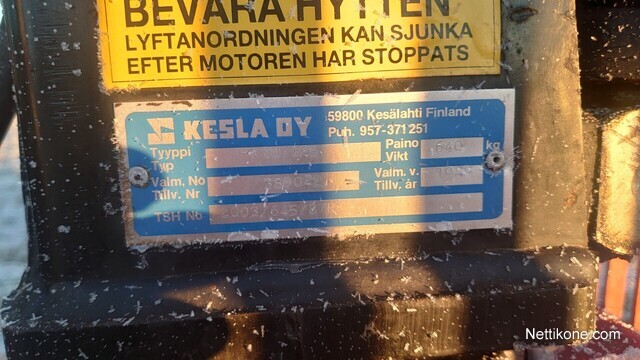 BEVARA HYTTEN
LYFTANORDNINGEN KAN SJUNKA
EFTER MOTOREN HAR STOPPATS
KESLA OY
59800 Kesälahti Finland
Puh. 957-371251
Tyyppi
Typ
Paino
Vikt
kg
Valm. No
Tillv. Nr
Valm. v.
Tillv. år
TSH No
Nettikone.com